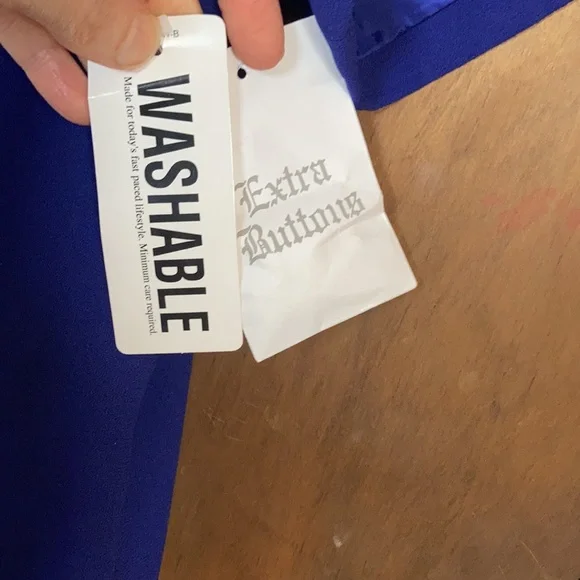 WASHABLE
Made for today's fast paced lifestyle. Minimum care required.
Extra
Buttons